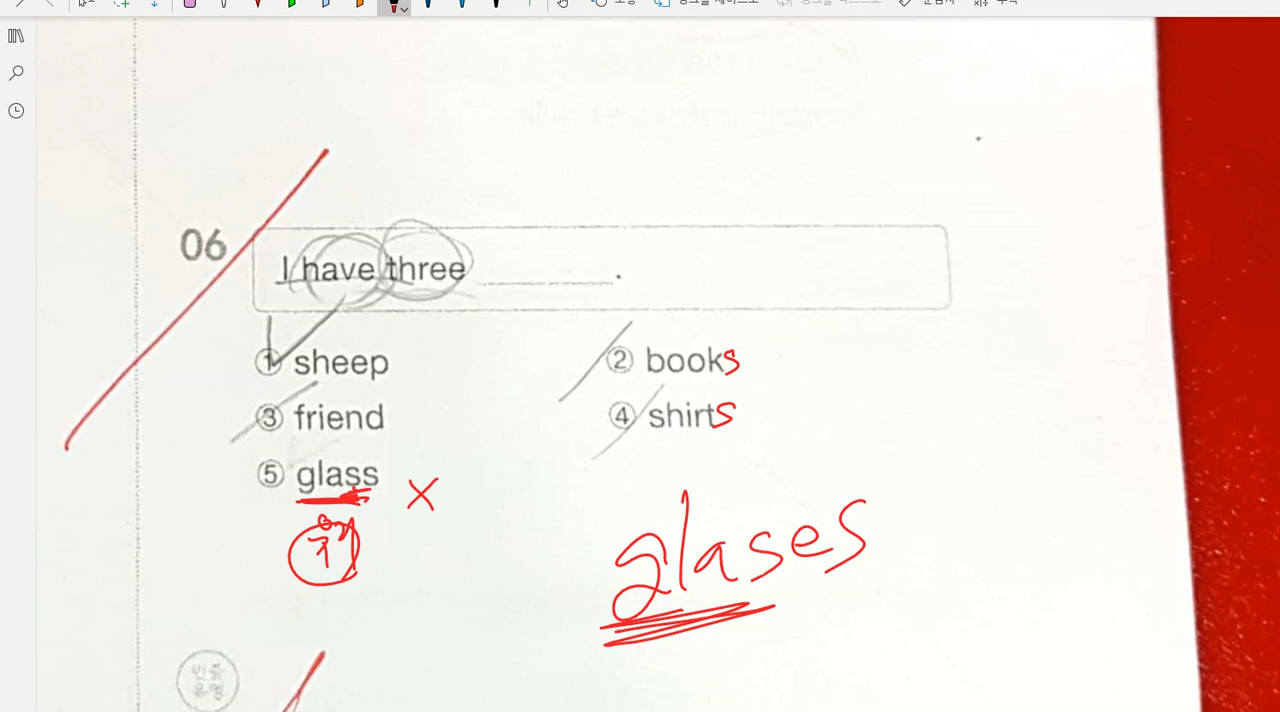 06
I have three ________.
① sheep
② books
③ friend
④ shirts
⑤ glass X
glases